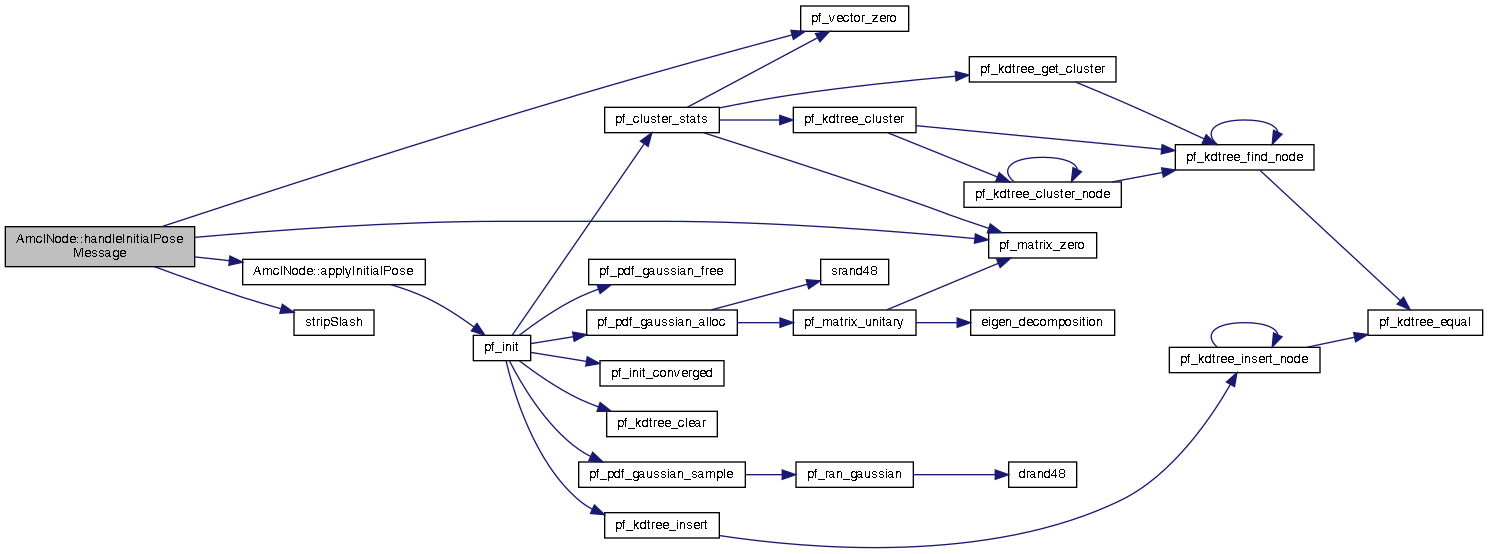 pf_vector_zero
pf_kdtree_get_cluster
pf_cluster_stats
pf_kdtree_cluster
pf_kdtree_find_node
pf_kdtree_cluster_node
AmclNode::handleInitialPose
Message
pf_matrix_zero
AmclNode::applyInitialPose
pf_pdf_gaussian_free
srand48
stripSlash
pf_pdf_gaussian_alloc
pf_matrix_unitary
eigen_decomposition
pf_kdtree_equal
pf_init
pf_kdtree_insert_node
pf_init_converged
pf_kdtree_clear
pf_pdf_gaussian_sample
pf_ran_gaussian
drand48
pf_kdtree_insert